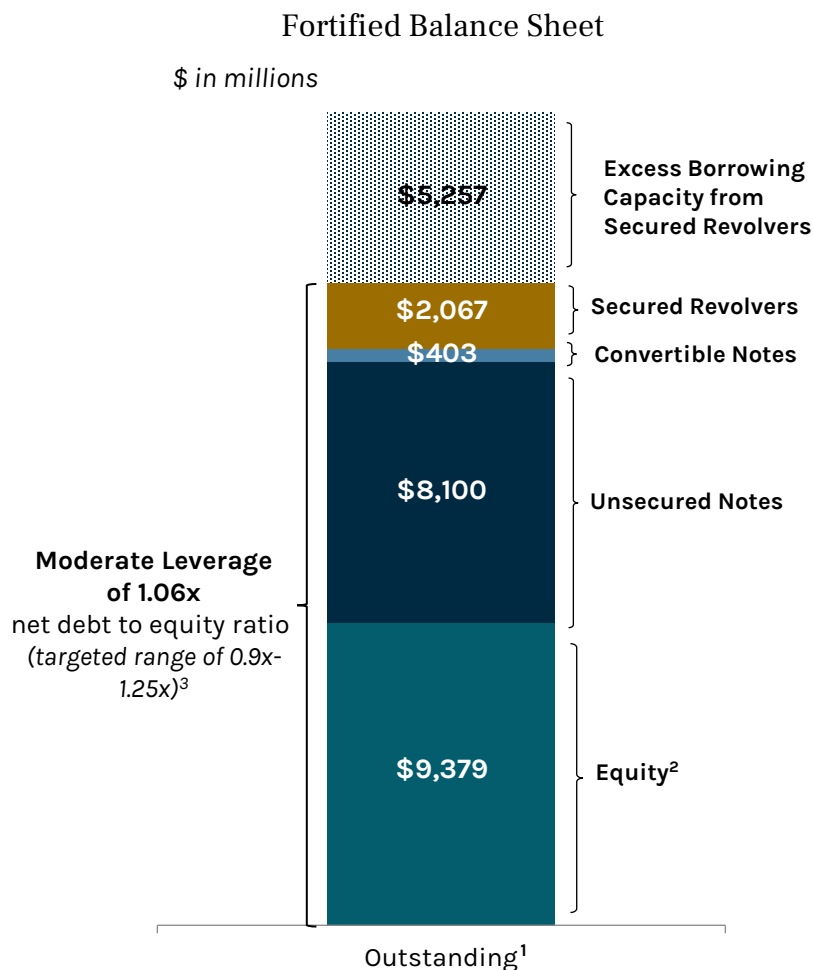 Fortified Balance Sheet
$ in millions
$5,257
Excess Borrowing
Capacity from
Secured Revolvers
$2,067
Secured Revolvers
$403
Convertible Notes
$8,100
Unsecured Notes
Moderate Leverage
of 1.06x
net debt to equity ratio
(targeted range of 0.9x-
1.25x)³
$9,379
Equity²
Outstanding¹